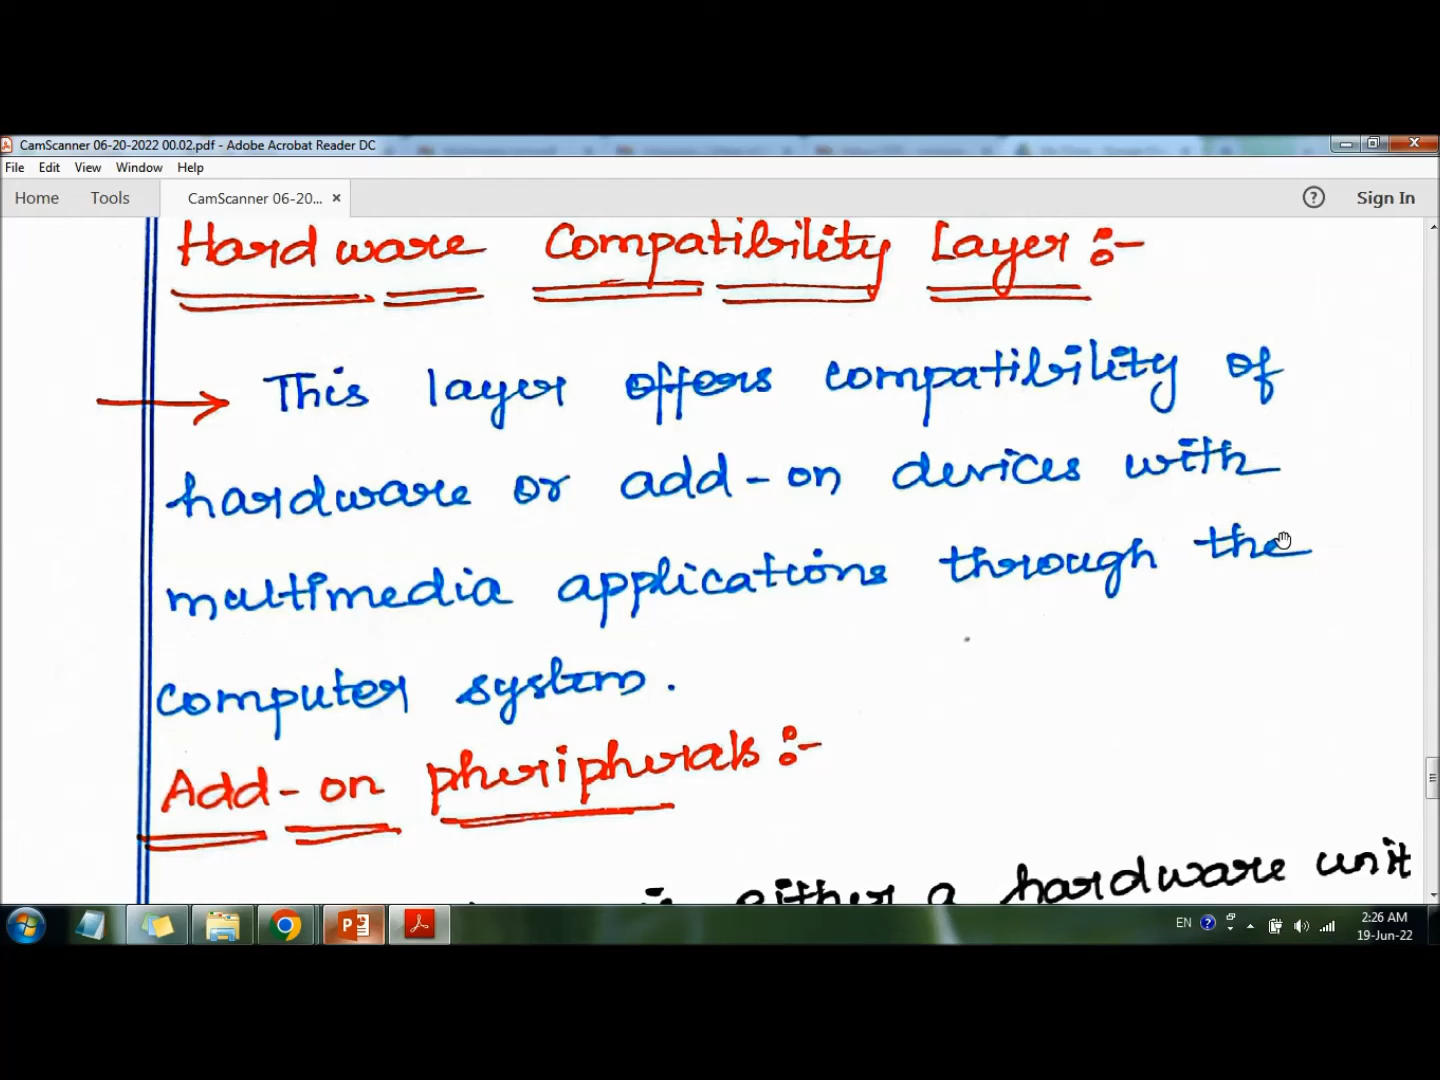 CamScanner 06-20-2022 00.02.pdf - Adobe Acrobat Reader DC
File Edit View Window Help
Home Tools CamScanner 06-20... × ? Sign In
Hardware Compatibility Layer :-
This layer offers compatibility of
hardware or add-on devices with
multimedia applications through the
computer system.
Add-on pheripherals :-
either a hardware unit
EN 2:26 AM
19-Jun-22